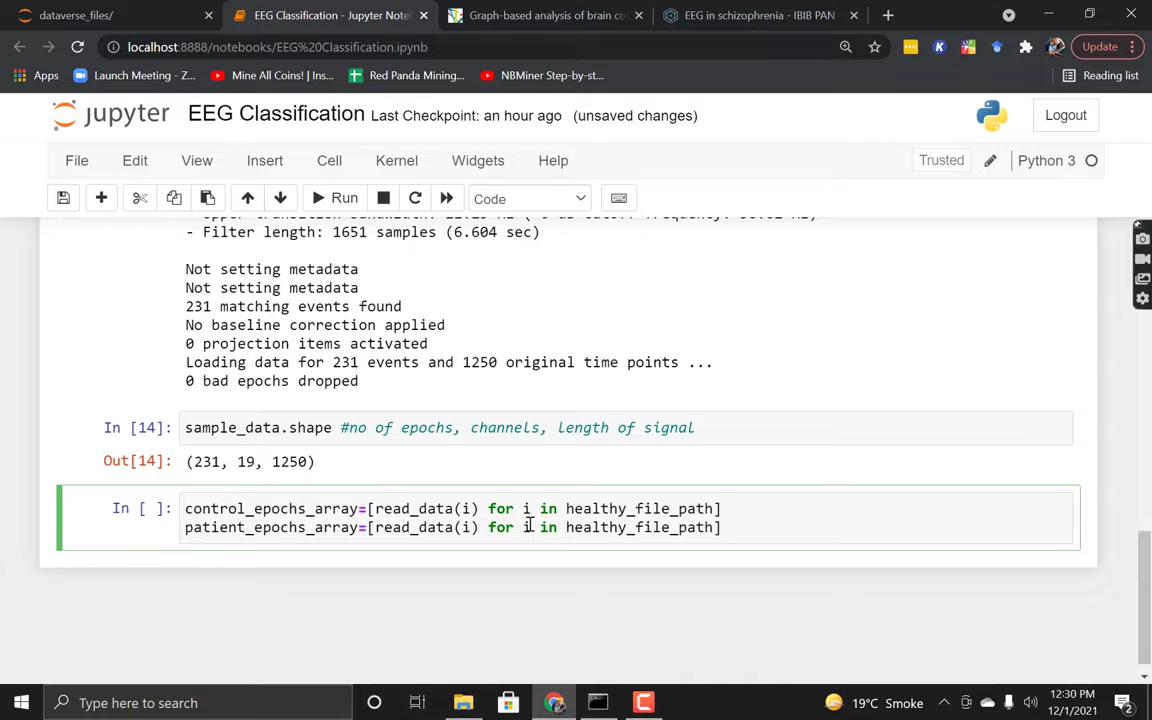 dataverse_files/
EEG Classification - Jupyter Note
Graph-based analysis of brain co
EEG in schizophrenia - IBIB PAN
localhost:8888/notebooks/EEG%20Classification.ipynb
Update
Apps
Launch Meeting - Z...
Mine All Coins! | Ins...
Red Panda Mining...
NBMiner Step-by-st...
Reading list
jupyter
EEG Classification Last Checkpoint: an hour ago (unsaved changes)
Logout
File Edit View Insert Cell Kernel Widgets Help
Trusted
Python 3
Run
Code
- Filter length: 1651 samples (6.604 sec)
Not setting metadata
Not setting metadata
231 matching events found
No baseline correction applied
0 projection items activated
Loading data for 231 events and 1250 original time points ...
0 bad epochs dropped
In [14]: sample_data.shape #no of epochs, channels, length of signal
Out[14]: (231, 19, 1250)
In [ ]: control_epochs_array=[read_data(i) for i in healthy_file_path]
patient_epochs_array=[read_data(i) for i in healthy_file_path]
Type here to search
19°C Smoke
12:30 PM
12/1/2021
2